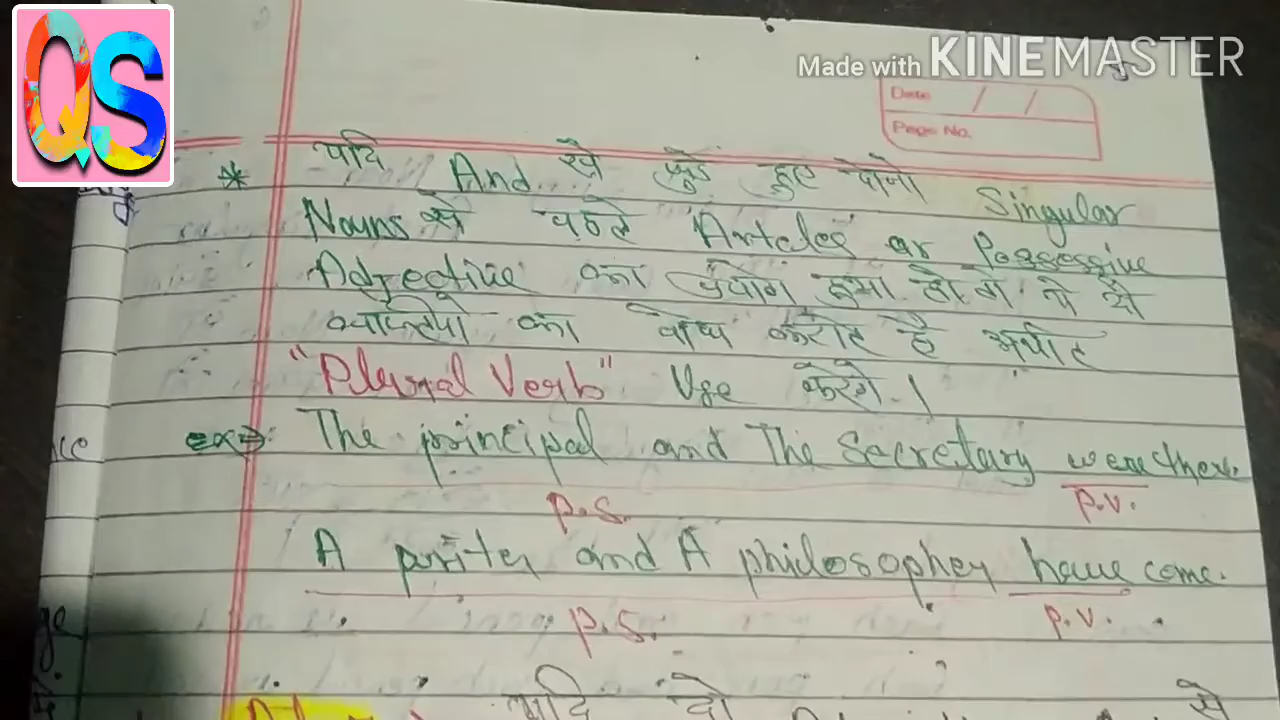 QS
Made with KINEMASTER
Date / /
Page No.
* यदि And से जुड़े हुए दोनो Singular
Nouns से पहले Articles or Possessive
Adjective का प्रयोग हुआ हो तो ये दो
व्यक्तियो का बोध कराते है अर्थात
"Plural Verb" Use करेंगे।
ex⇒ The principal and The Secretary were there.
P.S. P.V.
A writer and A philosopher have come.
P.S. P.V.
यदि दो से